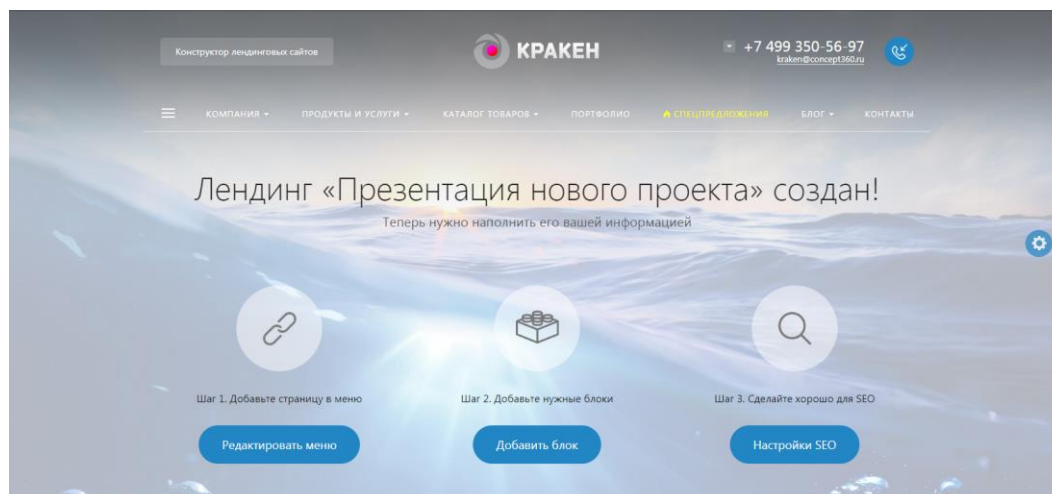 Конструктор лендинговых сайтов
КРАКЕН
+7 499 350-56-97
kraken@concept360.ru
КОМПАНИЯ
ПРОДУКТЫ И УСЛУГИ
КАТАЛОГ ТОВАРОВ
ПОРТФОЛИО
СПЕЦПРЕДЛОЖЕНИЯ
БЛОГ
КОНТАКТЫ
Лендинг «Презентация нового проекта» создан!
Теперь нужно наполнить его вашей информацией
Шаг 1. Добавьте страницу в меню
Редактировать меню
Шаг 2. Добавьте нужные блоки
Добавить блок
Шаг 3. Сделайте хорошо для SEO
Настройки SEO